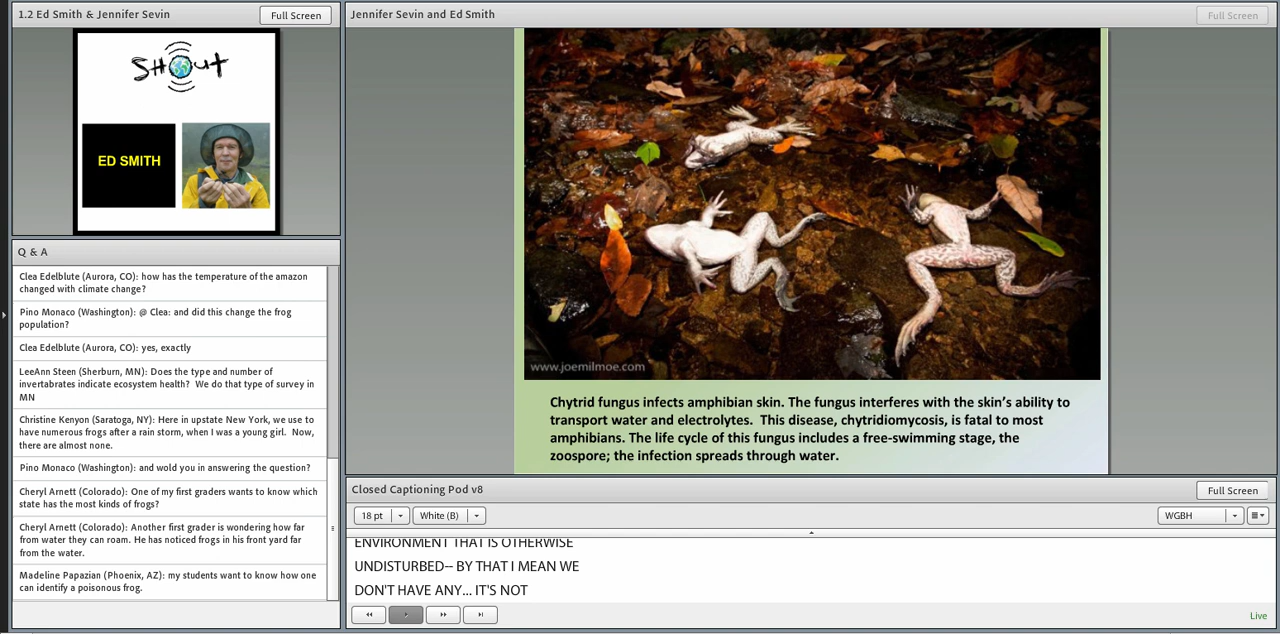 1.2 Ed Smith & Jennifer Sevin
Full Screen
SHOUT
ED SMITH
Q & A
Clea Edelblute (Aurora, CO): how has the temperature of the amazon
changed with climate change?
Pino Monaco (Washington): @ Clea: and did this change the frog
population?
Clea Edelblute (Aurora, CO): yes, exactly
LeeAnn Steen (Sherburn, MN): Does the type and number of
invertabrates indicate ecosystem health?  We do that type of survey in
MN
Christine Kenyon (Saratoga, NY): Here in upstate New York, we use to
have numerous frogs after a rain storm, when I was a young girl.  Now,
there are almost none.
Pino Monaco (Washington): and wold you in answering the question?
Cheryl Arnett (Colorado): One of my first graders wants to know which
state has the most kinds of frogs?
Cheryl Arnett (Colorado): Another first grader is wondering how far
from water they can roam. He has noticed frogs in his front yard far
from the water.
Madeline Papazian (Phoenix, AZ): my students want to know how one
can identify a poisonous frog.
Jennifer Sevin and Ed Smith
Full Screen
www.joemilmoe.com
Chytrid fungus infects amphibian skin. The fungus interferes with the skin's ability to
transport water and electrolytes.  This disease, chytridiomycosis, is fatal to most
amphibians. The life cycle of this fungus includes a free-swimming stage, the
zoospore; the infection spreads through water.
Closed Captioning Pod v8
Full Screen
18 pt
White (B)
WGBH
ENVIRONMENT THAT IS OTHERWISE
UNDISTURBED-- BY THAT I MEAN WE
DON'T HAVE ANY... IT'S NOT
Live